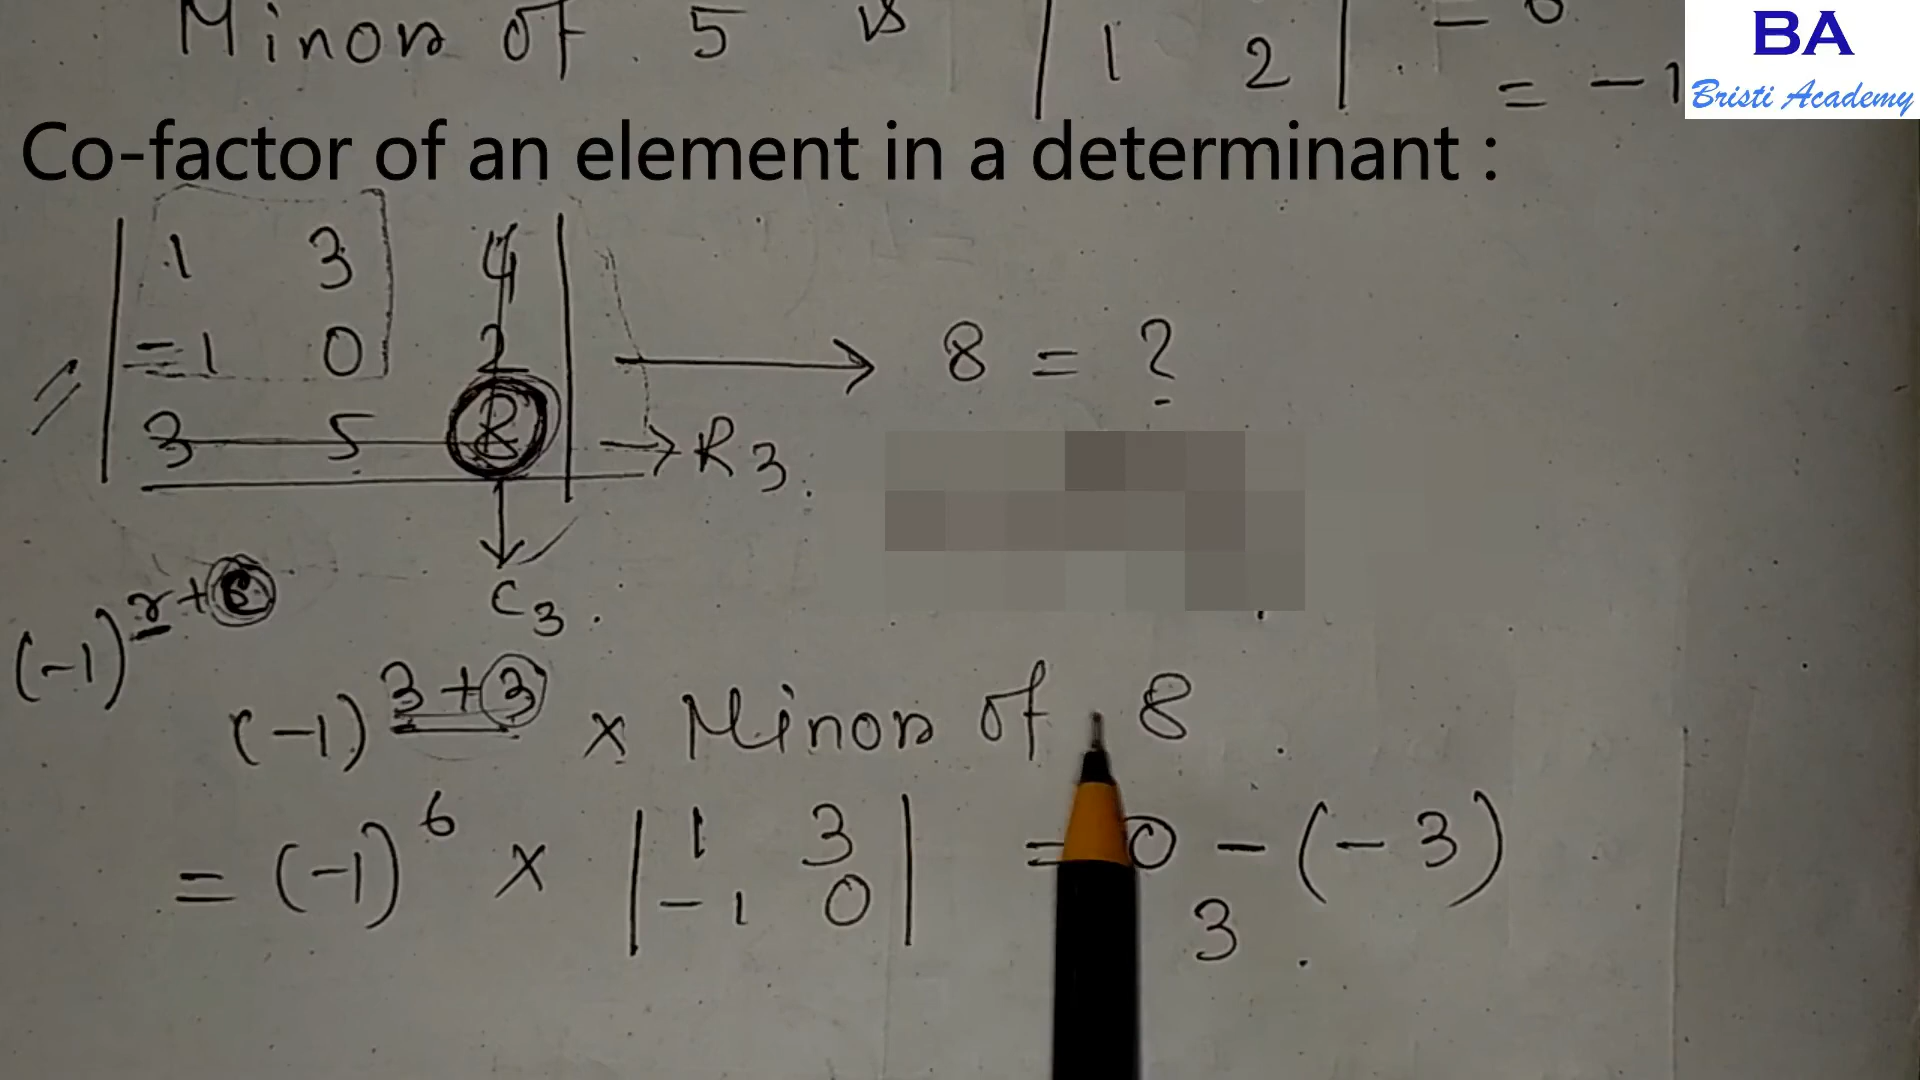 Minor of 5 is | 1 2 |
= -1
BA
Bristi Academy
Co-factor of an element in a determinant :
| 1 3 4 |
= | -1 0 2 | → 8 = ?
| 3 5 8 | → R3.
C3.
(-1)^r+c
(-1)^3+3 × Minor of 8
= (-1)^6 × | 1 3 | = 0 - (-3)
| -1 0 | 3.